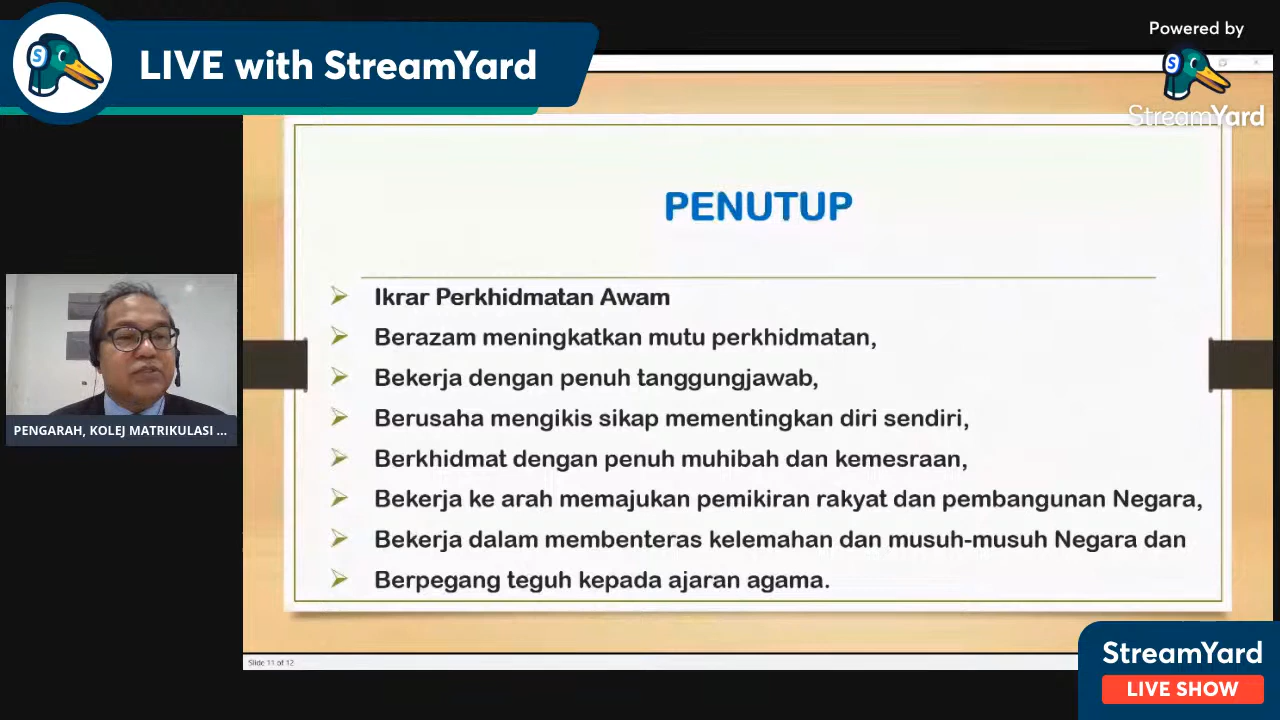 LIVE with StreamYard
Powered by
StreamYard
PENUTUP
Ikrar Perkhidmatan Awam
Berazam meningkatkan mutu perkhidmatan,
Bekerja dengan penuh tanggungjawab,
Berusaha mengikis sikap mementingkan diri sendiri,
Berkhidmat dengan penuh muhibah dan kemesraan,
Bekerja ke arah memajukan pemikiran rakyat dan pembangunan Negara,
Bekerja dalam membenteras kelemahan dan musuh-musuh Negara dan
Berpegang teguh kepada ajaran agama.
PENGARAH, KOLEJ MATRIKULASI ...
Slide 11 of 12
StreamYard
LIVE SHOW